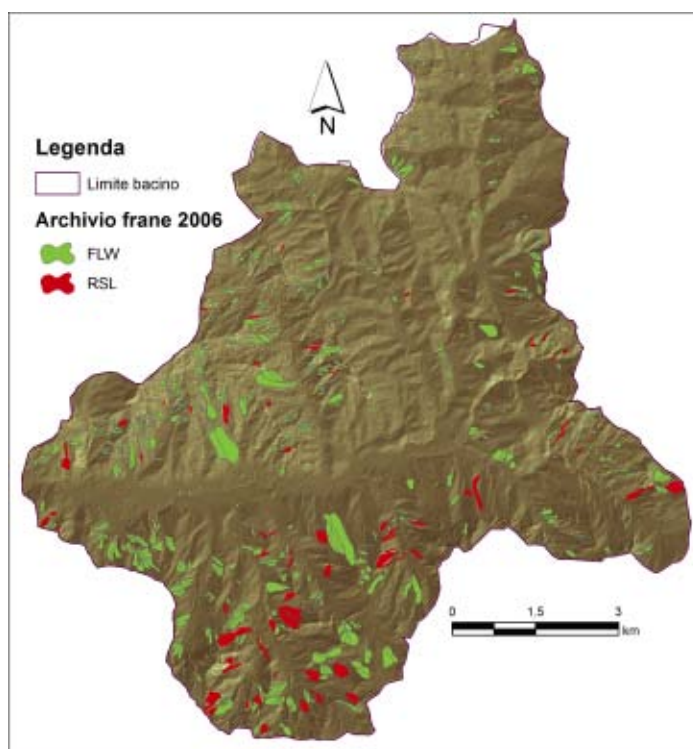 N
Legenda
Limite bacino
Archivio frane 2006
FLW
RSL
0 1.5 3
km